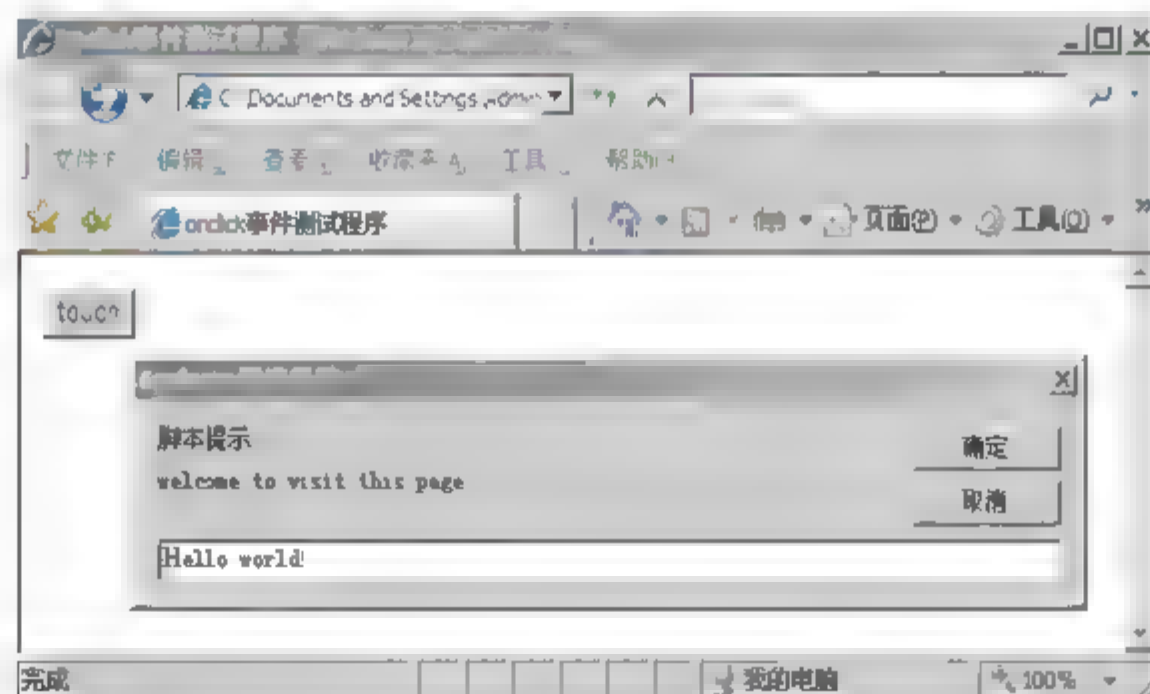 Documents and Settings
文件 编辑 查看 收藏夹 工具 帮助
onclick事件测试程序 页面(P) 工具(O)
touch
脚本提示
确定
welcome to visit this page
取消
Hello world!
完成 我的电脑 100%